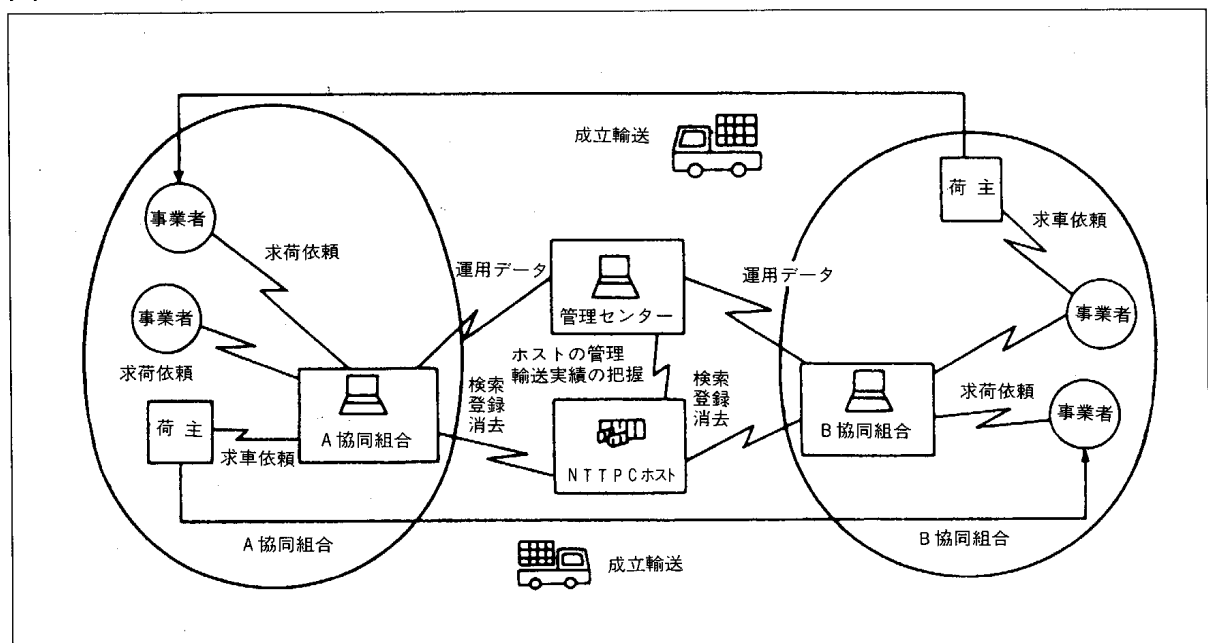 成立輸送
荷主
事業者
求車依頼
求荷依頼
運用データ
運用データ
事業者
管理センター
事業者
求荷依頼
ホストの管理
輸送実績の把握
検索
登録
消去
検索
登録
消去
求荷依頼
事業者
荷主
求車依頼
A協同組合
B協同組合
NTTPCホスト
A協同組合
B協同組合
成立輸送